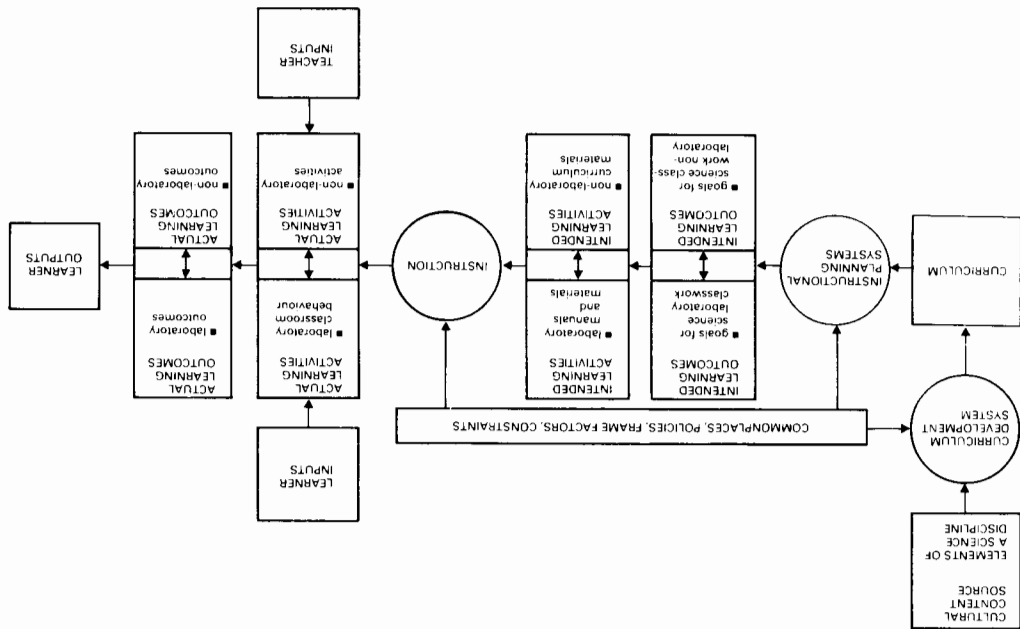 CULTURAL
CONTENT
SOURCE
ELEMENTS OF
A SCIENCE
DISCIPLINE
CURRICULUM
DEVELOPMENT
SYSTEM
CURRICULUM
COMMONPLACES, POLICIES, FRAME FACTORS, CONSTRAINTS
INSTRUCTIONAL
PLANNING
SYSTEMS
INTENDED
LEARNING
OUTCOMES
■ goals for
science
laboratory
classwork
INTENDED
LEARNING
OUTCOMES
■ goals for
science class-
work non-
laboratory
INTENDED
LEARNING
ACTIVITIES
■ laboratory
manuals
and
materials
INTENDED
LEARNING
ACTIVITIES
■ non-laboratory
curriculum
materials
INSTRUCTION
LEARNER
INPUTS
ACTUAL
LEARNING
ACTIVITIES
■ laboratory
classroom
behaviour
ACTUAL
LEARNING
ACTIVITIES
■ non-laboratory
activities
TEACHER
INPUTS
ACTUAL
LEARNING
OUTCOMES
■ laboratory
outcomes
ACTUAL
LEARNING
OUTCOMES
■ non-laboratory
outcomes
LEARNER
OUTPUTS